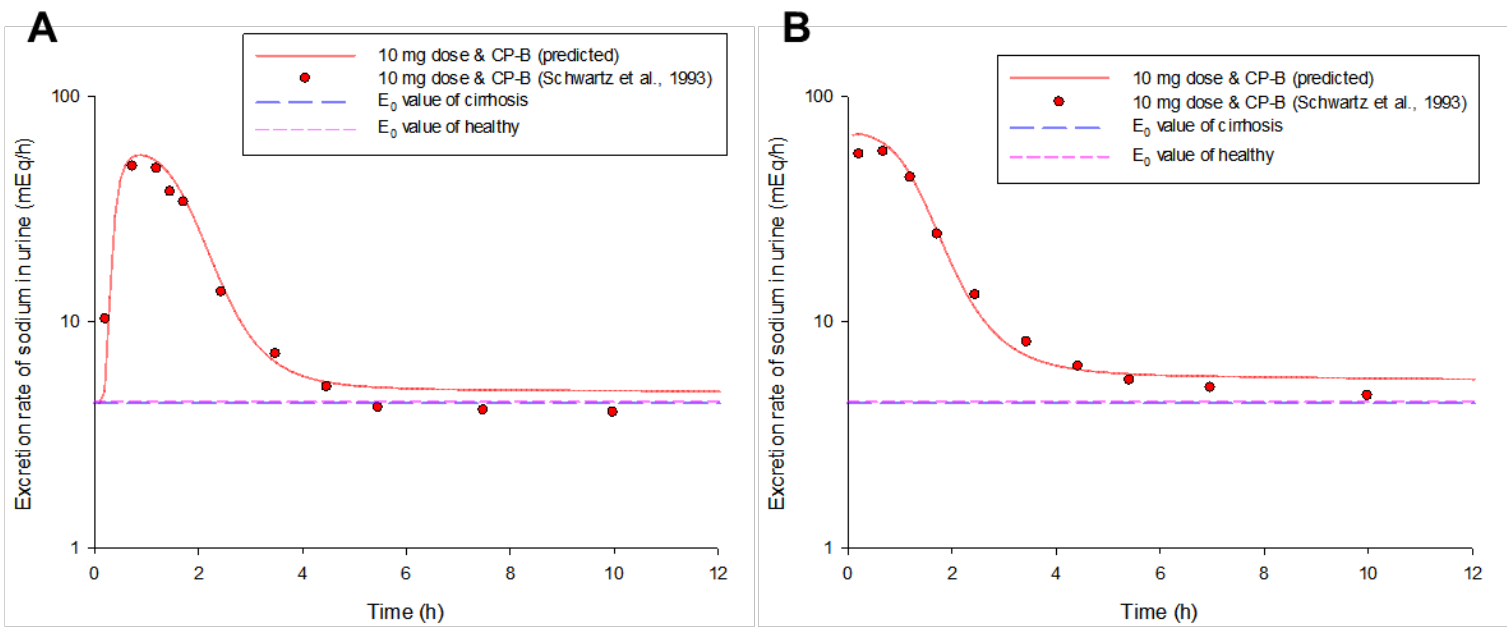 A
10 mg dose & CP-B (predicted)
10 mg dose & CP-B (Schwartz et al., 1993)
E₀ value of cirrhosis
E₀ value of healthy
100
10
1
Excretion rate of sodium in urine (mEq/h)
0 2 4 6 8 10 12
Time (h)
B
10 mg dose & CP-B (predicted)
10 mg dose & CP-B (Schwartz et al., 1993)
E₀ value of cirrhosis
E₀ value of healthy
100
10
1
Excretion rate of sodium in urine (mEq/h)
0 2 4 6 8 10 12
Time (h)